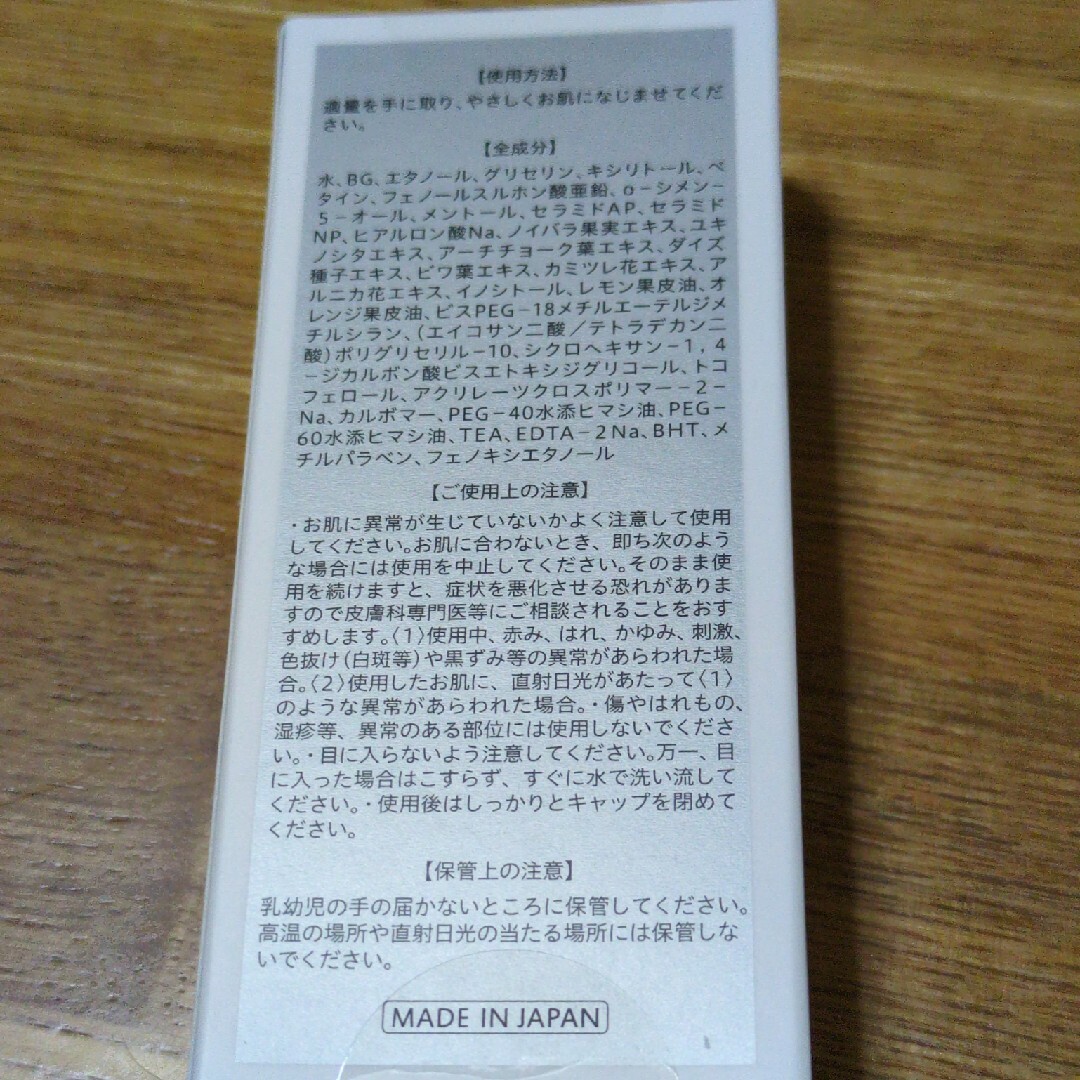 【使用方法】
適量を手に取り、やさしくお肌になじませてくだ
さい。
【全成分】
水、BG、エタノール、グリセリン、キシリトール、ベ
タイン、フェノールスルホン酸亜鉛、o－シメン－
5－オール、メントール、セラミドAP、セラミド
NP、ヒアルロン酸Na、ノイバラ果実エキス、ユキ
ノシタエキス、アーチチョーク葉エキス、ダイズ
種子エキス、ビワ葉エキス、カミツレ花エキス、ア
ルニカ花エキス、イノシトール、レモン果皮油、オ
レンジ果皮油、ビスPEG－18メチルエーテルジメ
チルシラン、(エイコサン二酸／テトラデカン二
酸)ポリグリセリル－10、シクロヘキサン－1,4
－ジカルボン酸ビスエトキシジグリコール、トコ
フェロール、アクリレーツクロスポリマー－2－
Na、カルボマー、PEG－40水添ヒマシ油、PEG－
60水添ヒマシ油、TEA、EDTA－2Na、BHT、メ
チルパラベン、フェノキシエタノール
【ご使用上の注意】
・お肌に異常が生じていないかよく注意して使用
してください。お肌に合わないとき、即ち次のよう
な場合には使用を中止してください。そのまま使
用を続けますと、症状を悪化させる恐れがありま
すので皮膚科専門医等にご相談されることをおす
すめします。〈1〉使用中、赤み、はれ、かゆみ、刺激、
色抜け(白斑等)や黒ずみ等の異常があらわれた場
合。〈2〉使用したお肌に、直射日光があたって〈1〉
のような異常があらわれた場合。・傷やはれもの、
湿疹等、異常のある部位には使用しないでくださ
い。・目に入らないよう注意してください。万一、目
に入った場合はこすらず、すぐに水で洗い流して
ください。・使用後はしっかりとキャップを閉めて
ください。
【保管上の注意】
乳幼児の手の届かないところに保管してください。
高温の場所や直射日光の当たる場所には保管しな
いでください。
MADE IN JAPAN